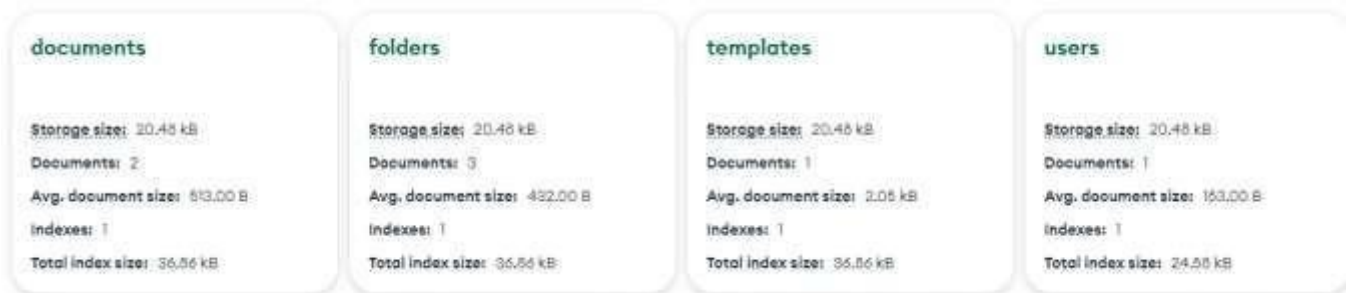 documents
Storage size: 20.48 kB
Documents: 2
Avg. document size: 513.00 B
Indexes: 1
Total index size: 36.86 kB
folders
Storage size: 20.48 kB
Documents: 3
Avg. document size: 432.00 B
Indexes: 1
Total index size: 36.86 kB
templates
Storage size: 20.48 kB
Documents: 1
Avg. document size: 2.05 kB
Indexes: 1
Total index size: 36.86 kB
users
Storage size: 20.48 kB
Documents: 1
Avg. document size: 153.00 B
Indexes: 1
Total index size: 24.58 kB